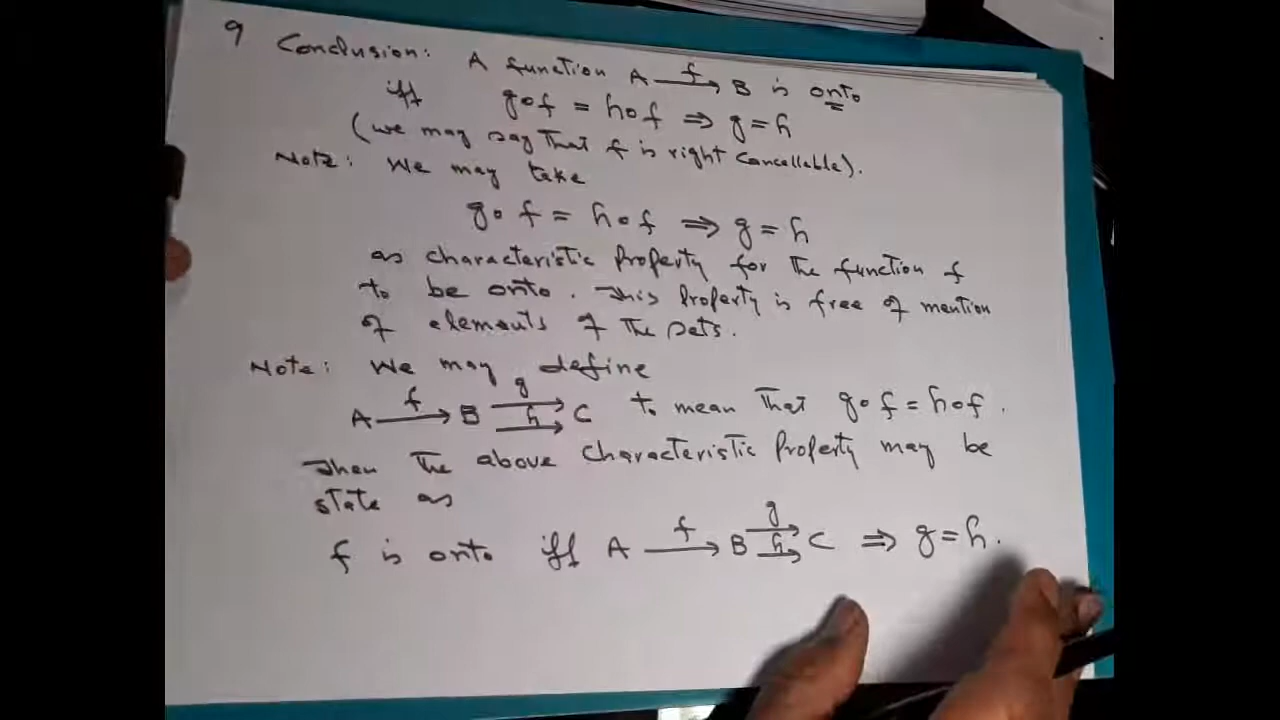 9 Conclusion: A function A —f→ B is onto
iff g∘f = h∘f ⇒ g=h
(we may say that f is right cancellable).
Note: We may take
g∘f = h∘f ⇒ g=h
as characteristic Property for the function f
to be onto. This Property is free of mention
of elements of the sets.
Note: We may define
A —f→ B ⇉(g, h) C to mean that g∘f = h∘f.
Then the above characteristic Property may be
state as
f is onto iff A —f→ B ⇉(g, h) C ⇒ g=h.